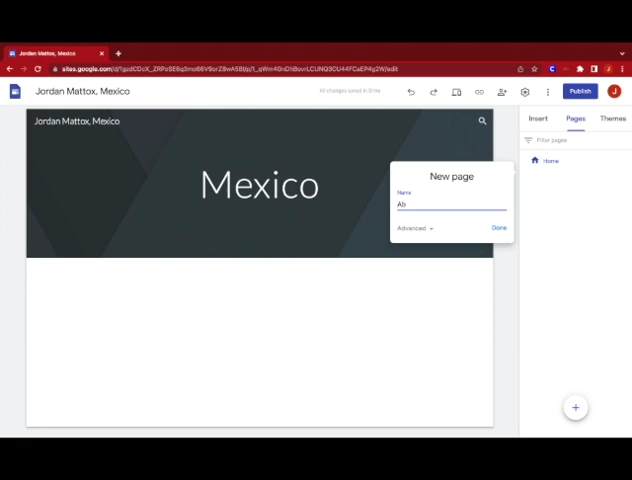 Jordan Mattox, Mexico
Jordan Mattox, Mexico
All changes saved in Drive
Publish
J
Insert
Pages
Themes
Jordan Mattox, Mexico
Filter pages
Home
Mexico
New page
Name
Ab
Advanced
Done